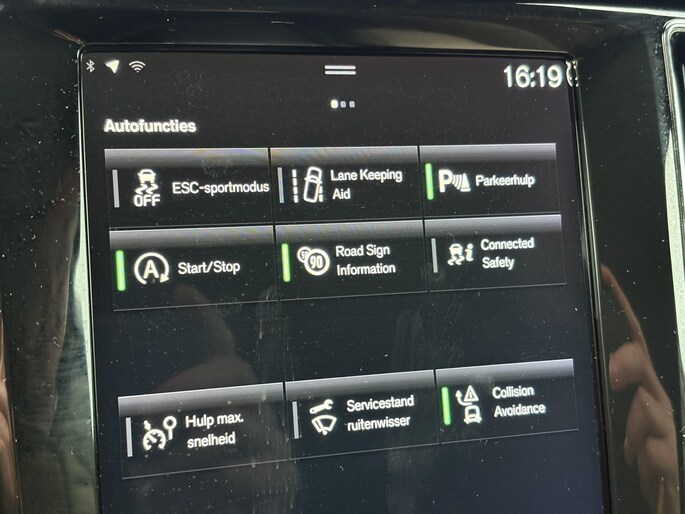 16:19
Autofuncties
OFF
ESC-sportmodus
Lane Keeping
Aid
P
Parkeerhulp
A
Start/Stop
90
Road Sign
Information
Connected
Safety
Hulp max.
snelheid
Servicestand
ruitenwisser
Collision
Avoidance